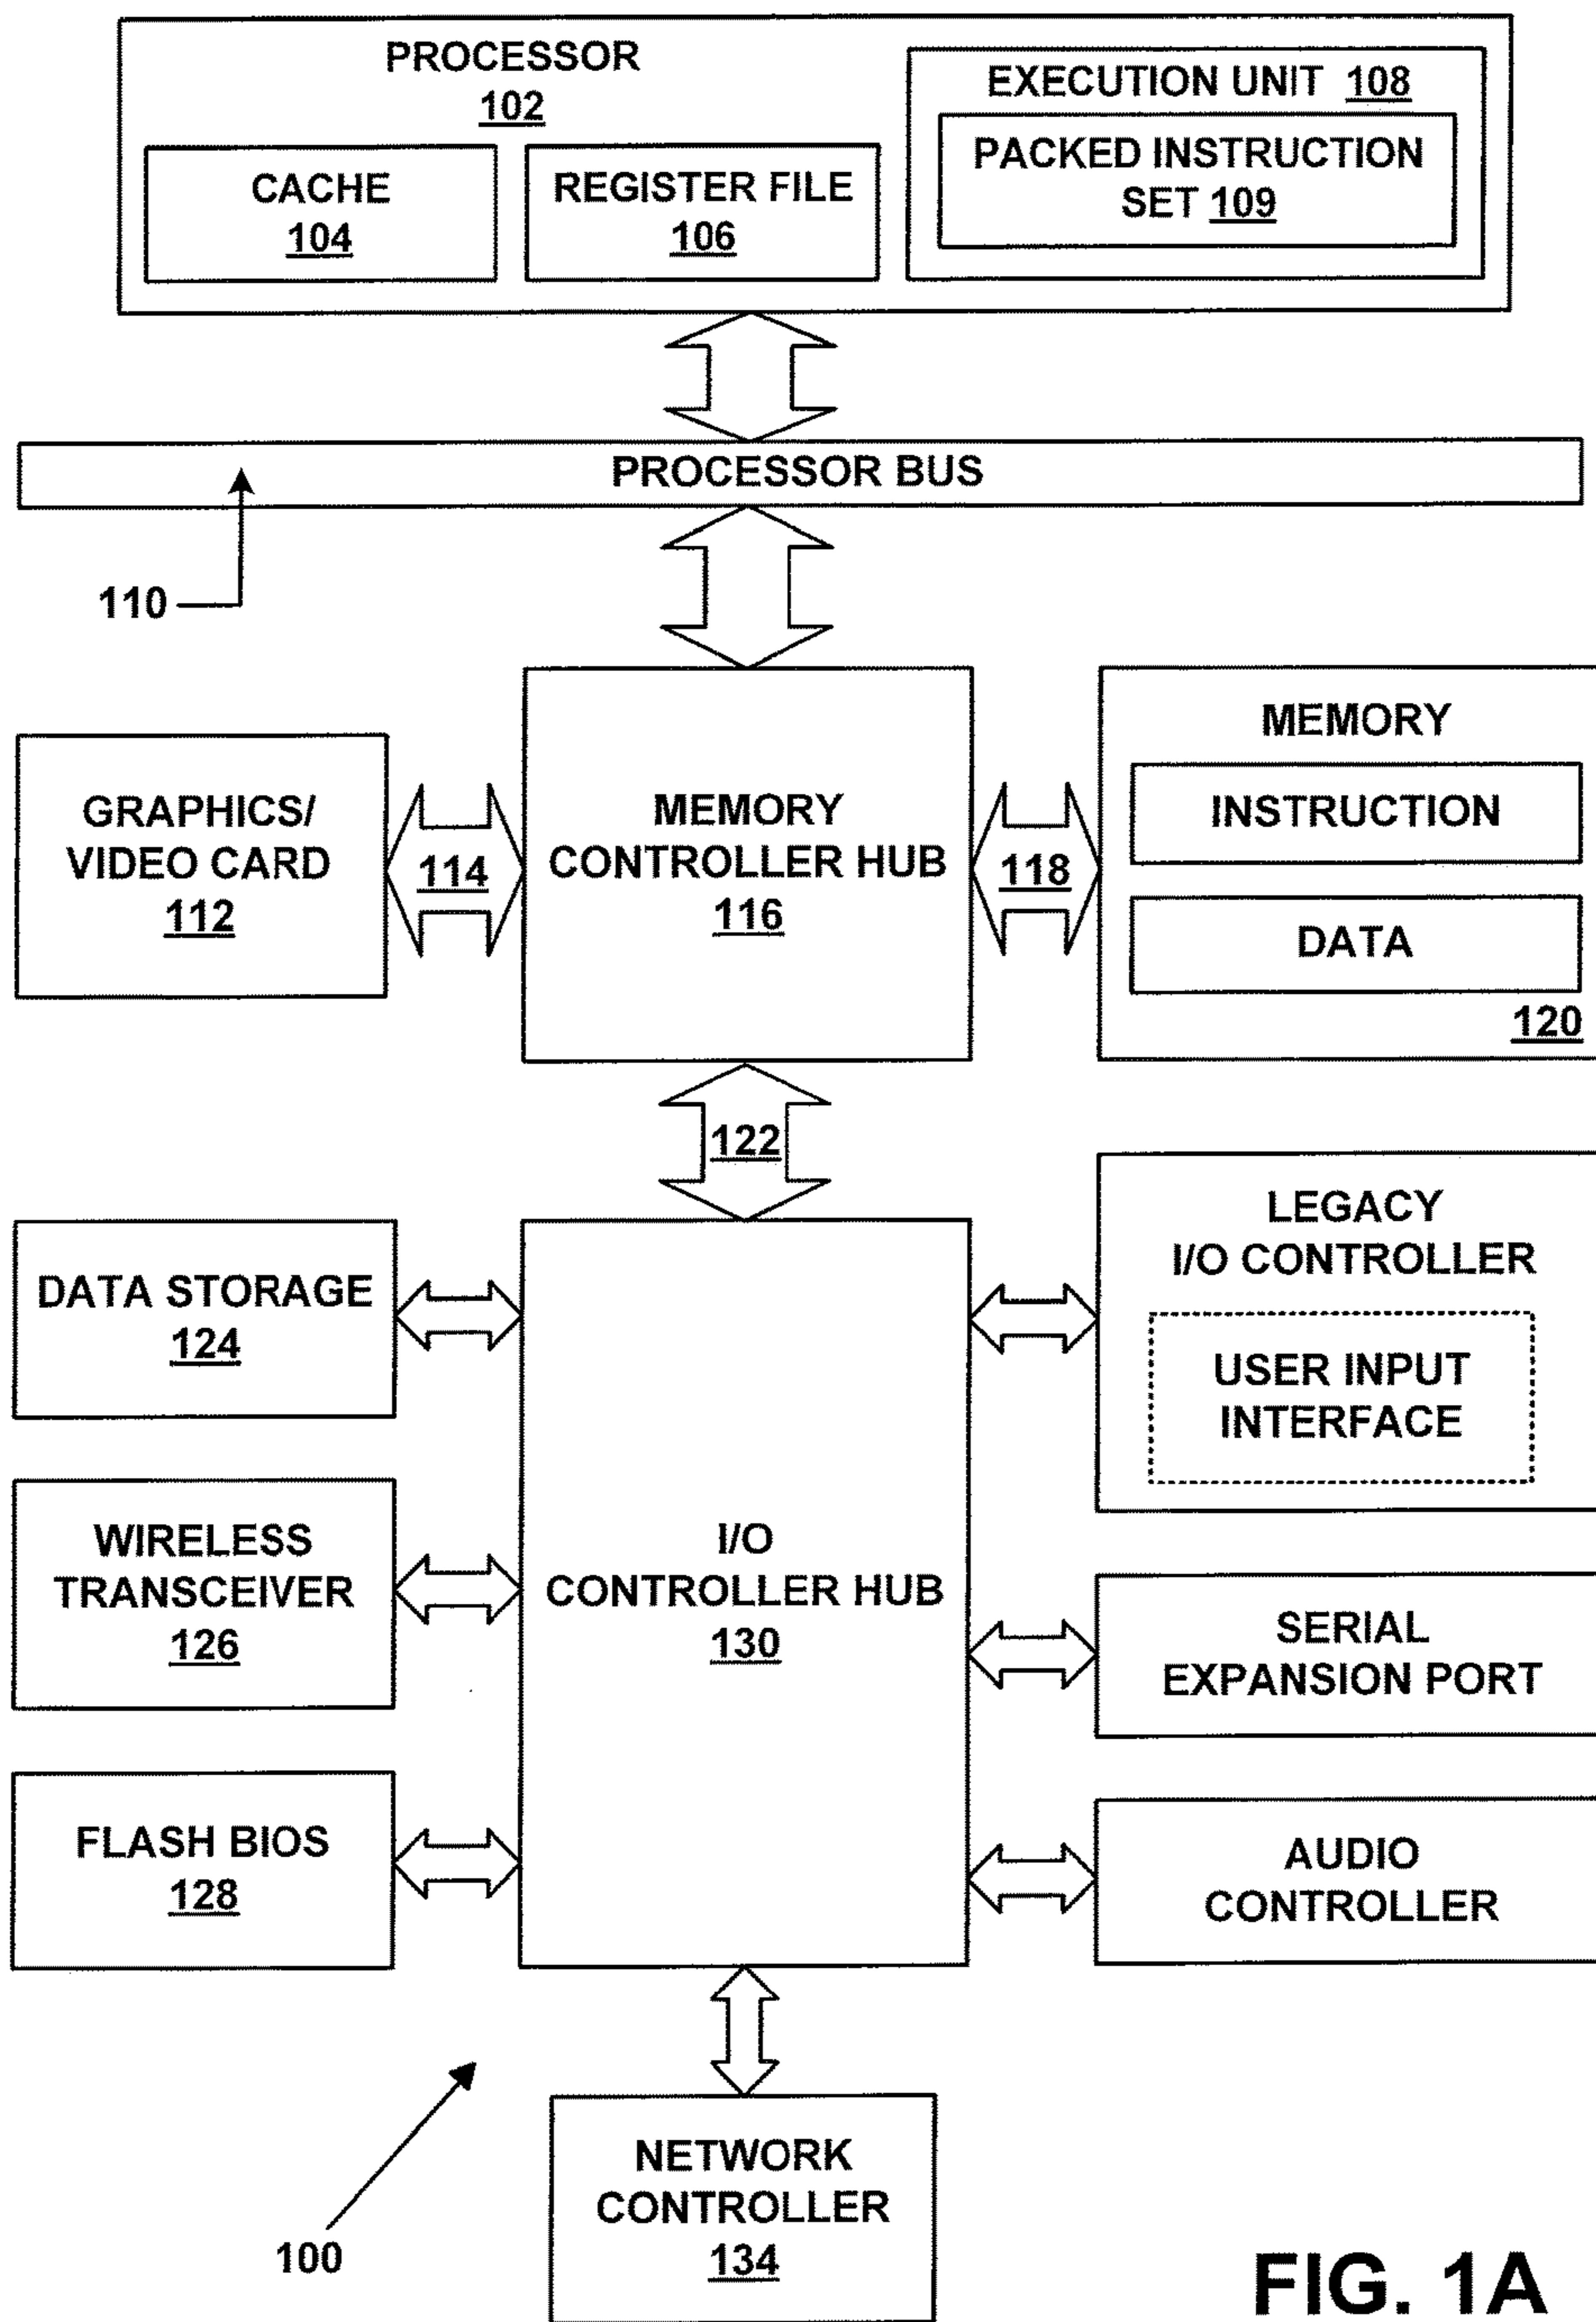 PROCESSOR
102
CACHE
104
REGISTER FILE
106
EXECUTION UNIT 108
PACKED INSTRUCTION
SET 109
PROCESSOR BUS
110
GRAPHICS/
VIDEO CARD
112
114
MEMORY
CONTROLLER HUB
116
118
MEMORY
INSTRUCTION
DATA
120
122
DATA STORAGE
124
LEGACY
I/O CONTROLLER
USER INPUT
INTERFACE
WIRELESS
TRANSCEIVER
126
I/O
CONTROLLER HUB
130
SERIAL
EXPANSION PORT
FLASH BIOS
128
AUDIO
CONTROLLER
NETWORK
CONTROLLER
134
100
FIG. 1A